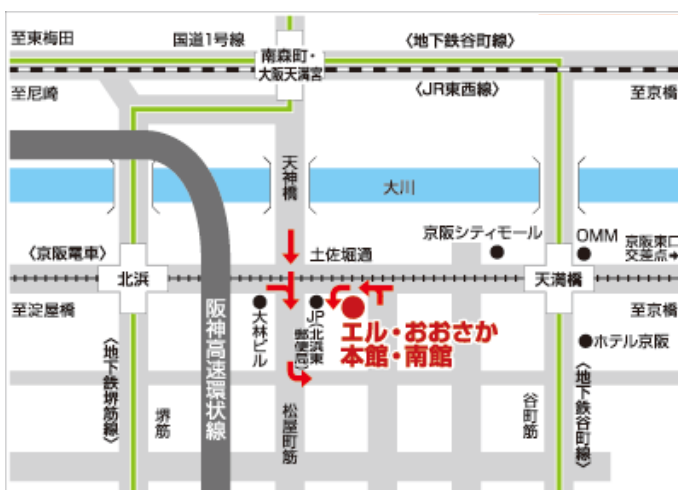 至東梅田
国道1号線
南森町・
大阪天満宮
〈地下鉄谷町線〉
至尼崎
〈JR東西線〉
至京橋
天神橋
大川
京阪シティモール
OMM
京阪東口
交差点→
〈京阪電車〉
北浜
土佐堀通
天満橋
至淀屋橋
阪神高速環状線
大林ビル
JP(北浜東
郵便局)
エル・おおさか
本館・南館
至京橋
ホテル京阪
〈地下鉄堺筋線〉
堺筋
松屋町筋
谷町筋
〈地下鉄谷町線〉